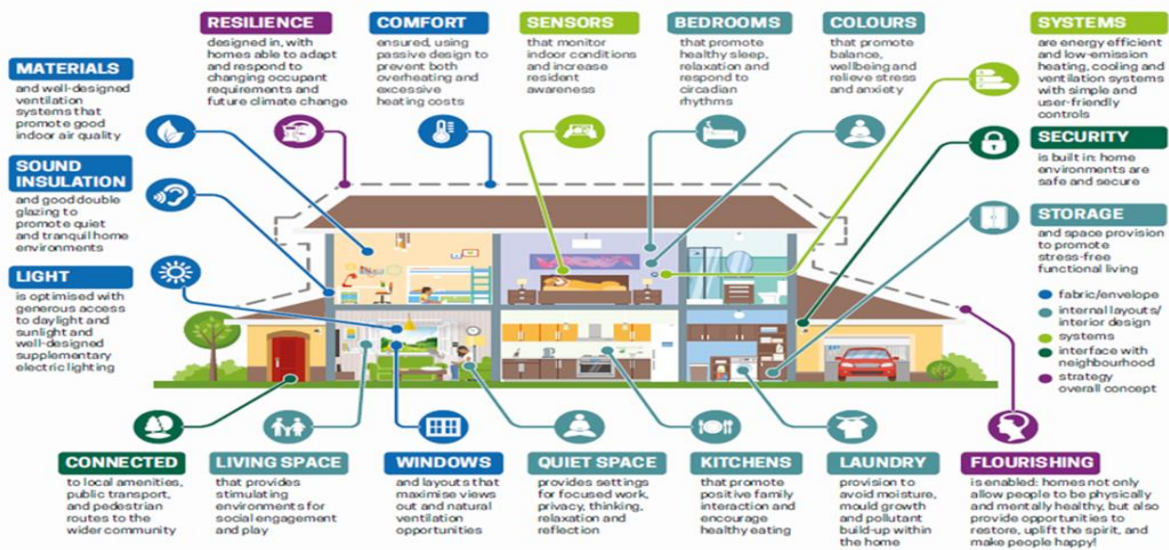 RESILIENCE
designed in, with
homes able to adapt
and respond to
changing occupant
requirements and
future climate change
COMFORT
ensured, using
passive design to
prevent both
overheating and
excessive
heating costs
SENSORS
that monitor
indoor conditions
and increase
resident
awareness
BEDROOMS
that promote
healthy sleep,
relaxation and
respond to
circadian
rhythms
COLOURS
that promote
balance,
wellbeing and
relieve stress
and anxiety
SYSTEMS
are energy efficient
and low-emission
heating, cooling and
ventilation systems
with simple and
user-friendly
controls
MATERIALS
and well-designed
ventilation
systems that
promote good
indoor air quality
SOUND
INSULATION
and good double
glazing to
promote quiet
and tranquil home
environments
LIGHT
is optimised with
generous access
to daylight and
sunlight and
well-designed
supplementary
electric lighting
SECURITY
is built in: home
environments are
safe and secure
STORAGE
and space provision
to promote
stress-free
functional living
fabric/envelope
internal layouts/
interior design
systems
interface with
neighbourhood
strategy
overall concept
CONNECTED
to local amenities,
public transport,
and pedestrian
routes to the
wider community
LIVING SPACE
that provides
stimulating
environments for
social engagement
and play
WINDOWS
and layouts that
maximise views
out and natural
ventilation
opportunities
QUIET SPACE
provides settings
for focused work,
privacy, thinking,
relaxation and
reflection
KITCHENS
that promote
positive family
interaction and
encourage
healthy eating
LAUNDRY
provision to
avoid moisture,
mould growth
and pollutant
build-up within
the home
FLOURISHING
is enabled: homes not only
allow people to be physically
and mentally healthy, but also
provide opportunities to
restore, uplift the spirit, and
make people happy!